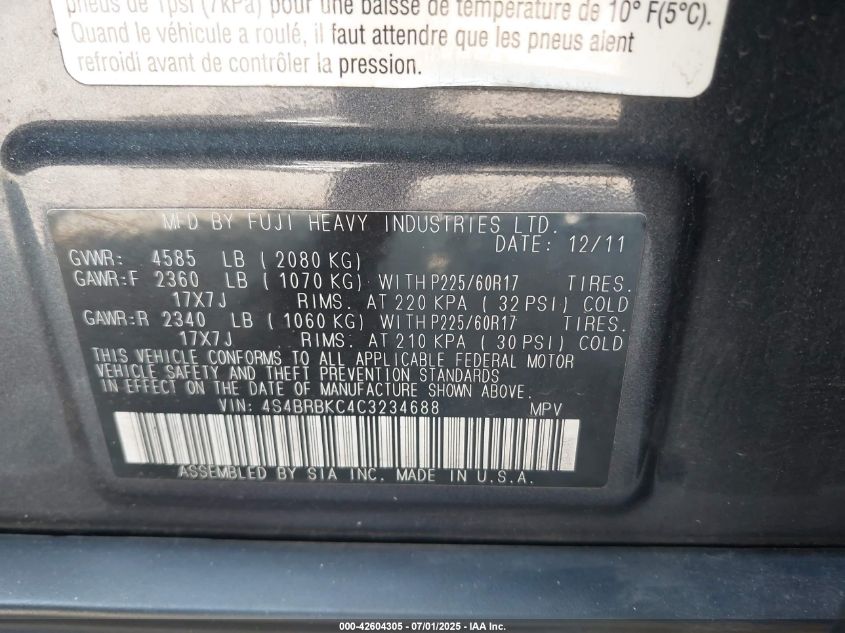 pneus de 1psi (7kPa) pour une baisse de température de 10° F(5°C).
Quand le véhicule a roulé, il faut attendre que les pneus aient
refroidi avant de contrôler la pression.
MFD BY FUJI HEAVY INDUSTRIES LTD.
DATE: 12/11
GVWR: 4585 LB (2080 KG)
GAWR:F 2360 LB (1070 KG) WITH P225/60R17 TIRES.
17X7J RIMS. AT 220 KPA (32 PSI) COLD
GAWR:R 2340 LB (1060 KG) WITH P225/60R17 TIRES.
17X7J RIMS. AT 210 KPA (30 PSI) COLD
THIS VEHICLE CONFORMS TO ALL APPLICABLE FEDERAL MOTOR
VEHICLE SAFETY AND THEFT PREVENTION STANDARDS
IN EFFECT ON THE DATE OF MANUFACTURE SHOWN ABOVE.
VIN: 4S4BRBKC4C3234688 MPV
ASSEMBLED BY SIA INC. MADE IN U.S.A.
000-42604305 - 07/01/2025 - IAA Inc.